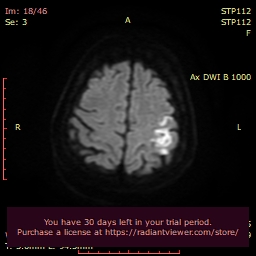 Im: 18/46
Se: 3
A
STP112
STP112
F
Ax DWI B 1000
R
L
You have 30 days left in your trial period.
Purchase a license at https://radiantviewer.com/store/